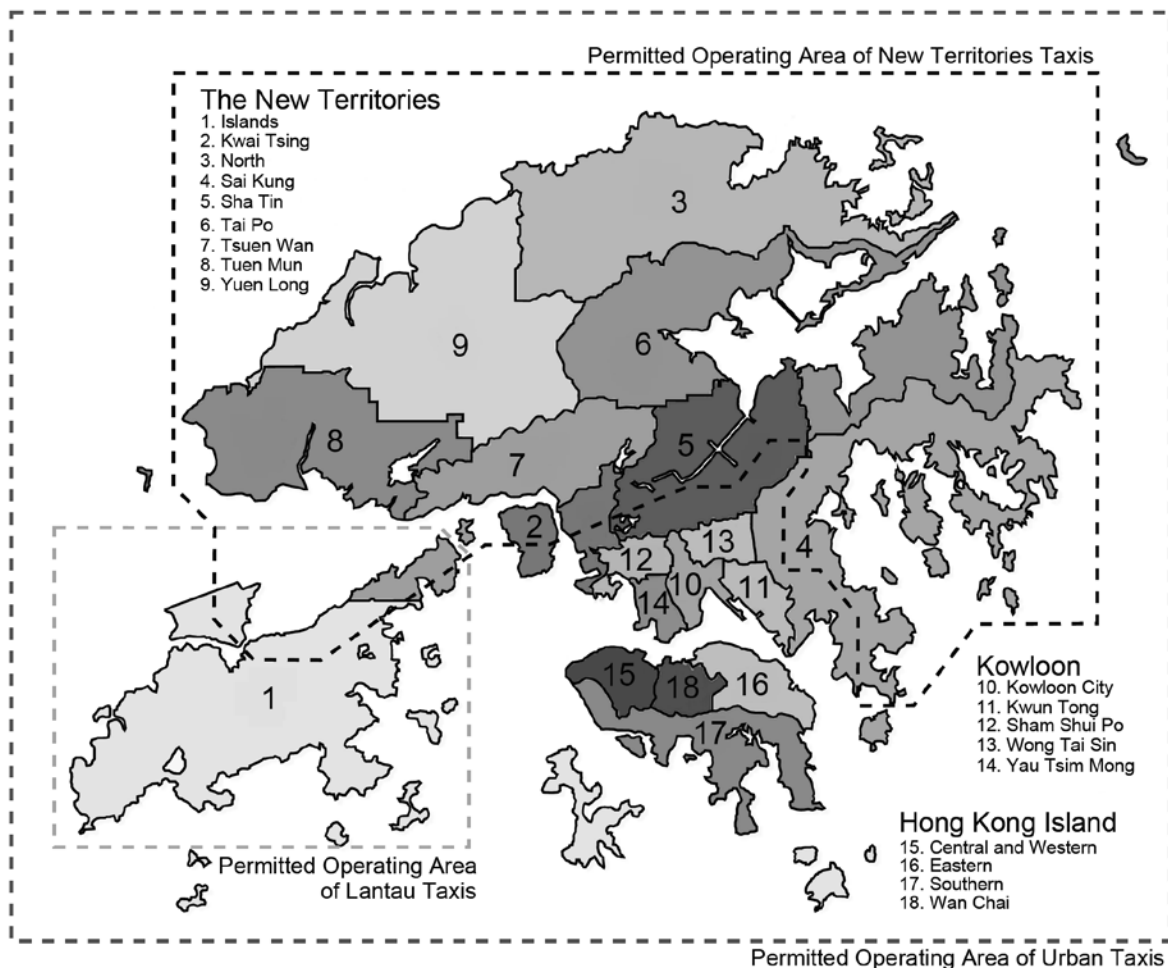 Permitted Operating Area of New Territories Taxis
The New Territories
1. Islands
2. Kwai Tsing
3. North
4. Sai Kung
5. Sha Tin
6. Tai Po
7. Tsuen Wan
8. Tuen Mun
9. Yuen Long
3
9
6
8
5
7
2
13
4
12
11
10
14
1
15
18
16
17
Kowloon
10. Kowloon City
11. Kwun Tong
12. Sham Shui Po
13. Wong Tai Sin
14. Yau Tsim Mong
Hong Kong Island
15. Central and Western
16. Eastern
17. Southern
18. Wan Chai
Permitted Operating Area
of Lantau Taxis
Permitted Operating Area of Urban Taxis